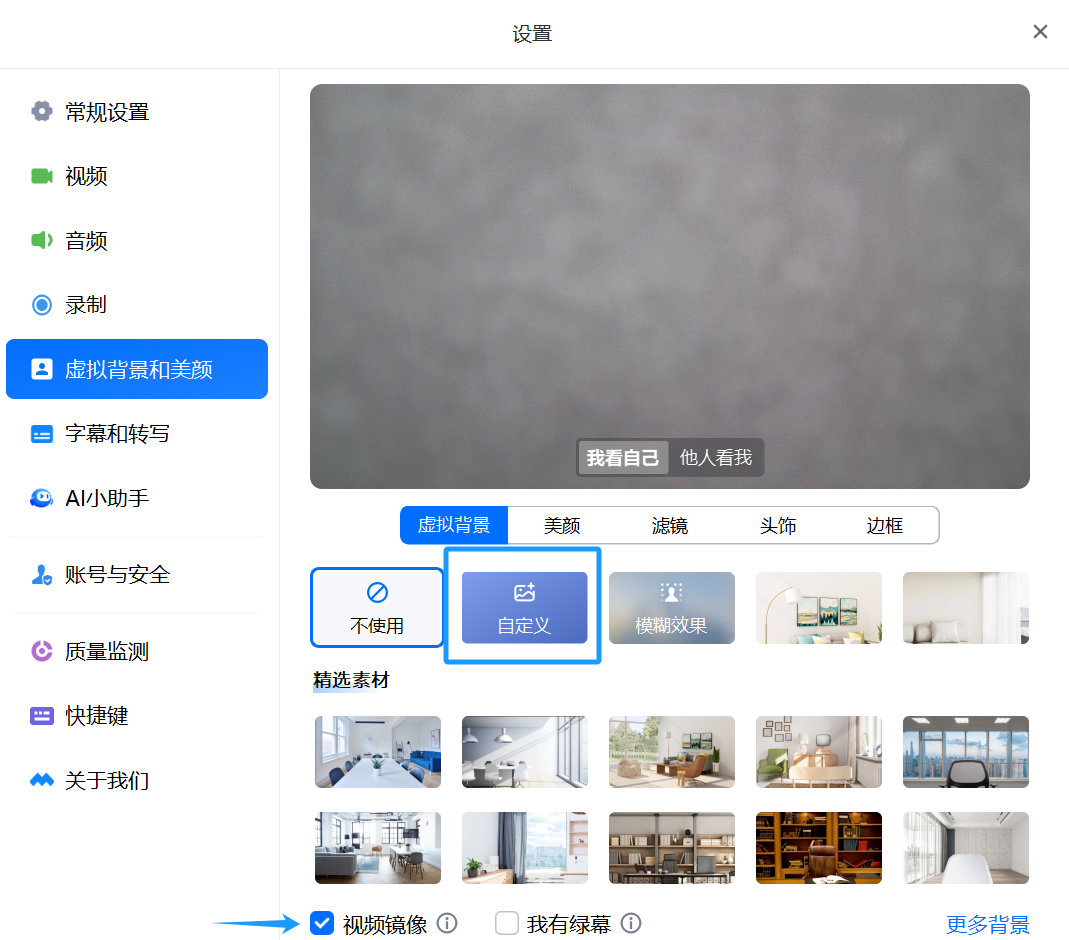 设置
常规设置
视频
音频
录制
虚拟背景和美颜
字幕和转写
AI小助手
账号与安全
质量监测
快捷键
关于我们
我看自己 他人看我
虚拟背景 美颜 滤镜 头饰 边框
不使用 自定义 模糊效果
精选素材
视频镜像 我有绿幕 更多背景